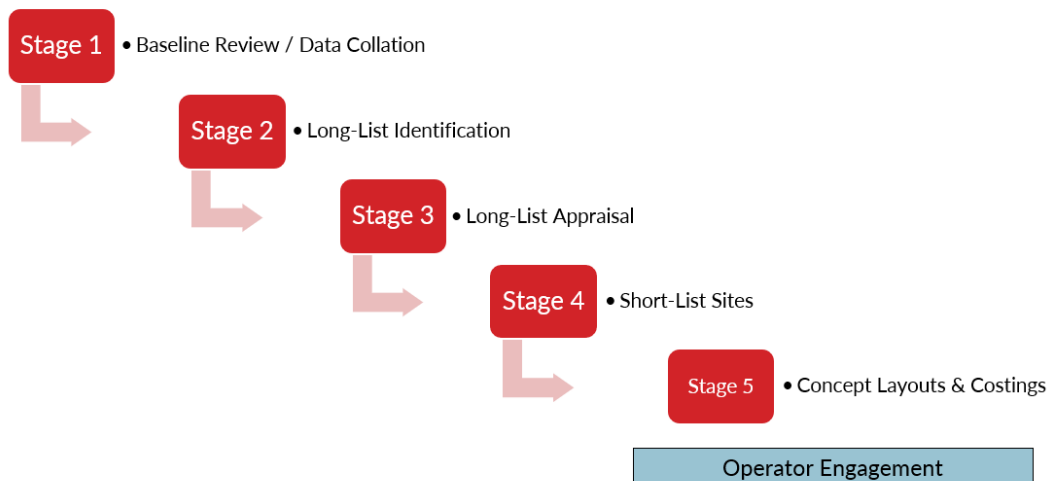 Stage 1
• Baseline Review / Data Collation
Stage 2
• Long-List Identification
Stage 3
• Long-List Appraisal
Stage 4
• Short-List Sites
Stage 5
• Concept Layouts & Costings
Operator Engagement